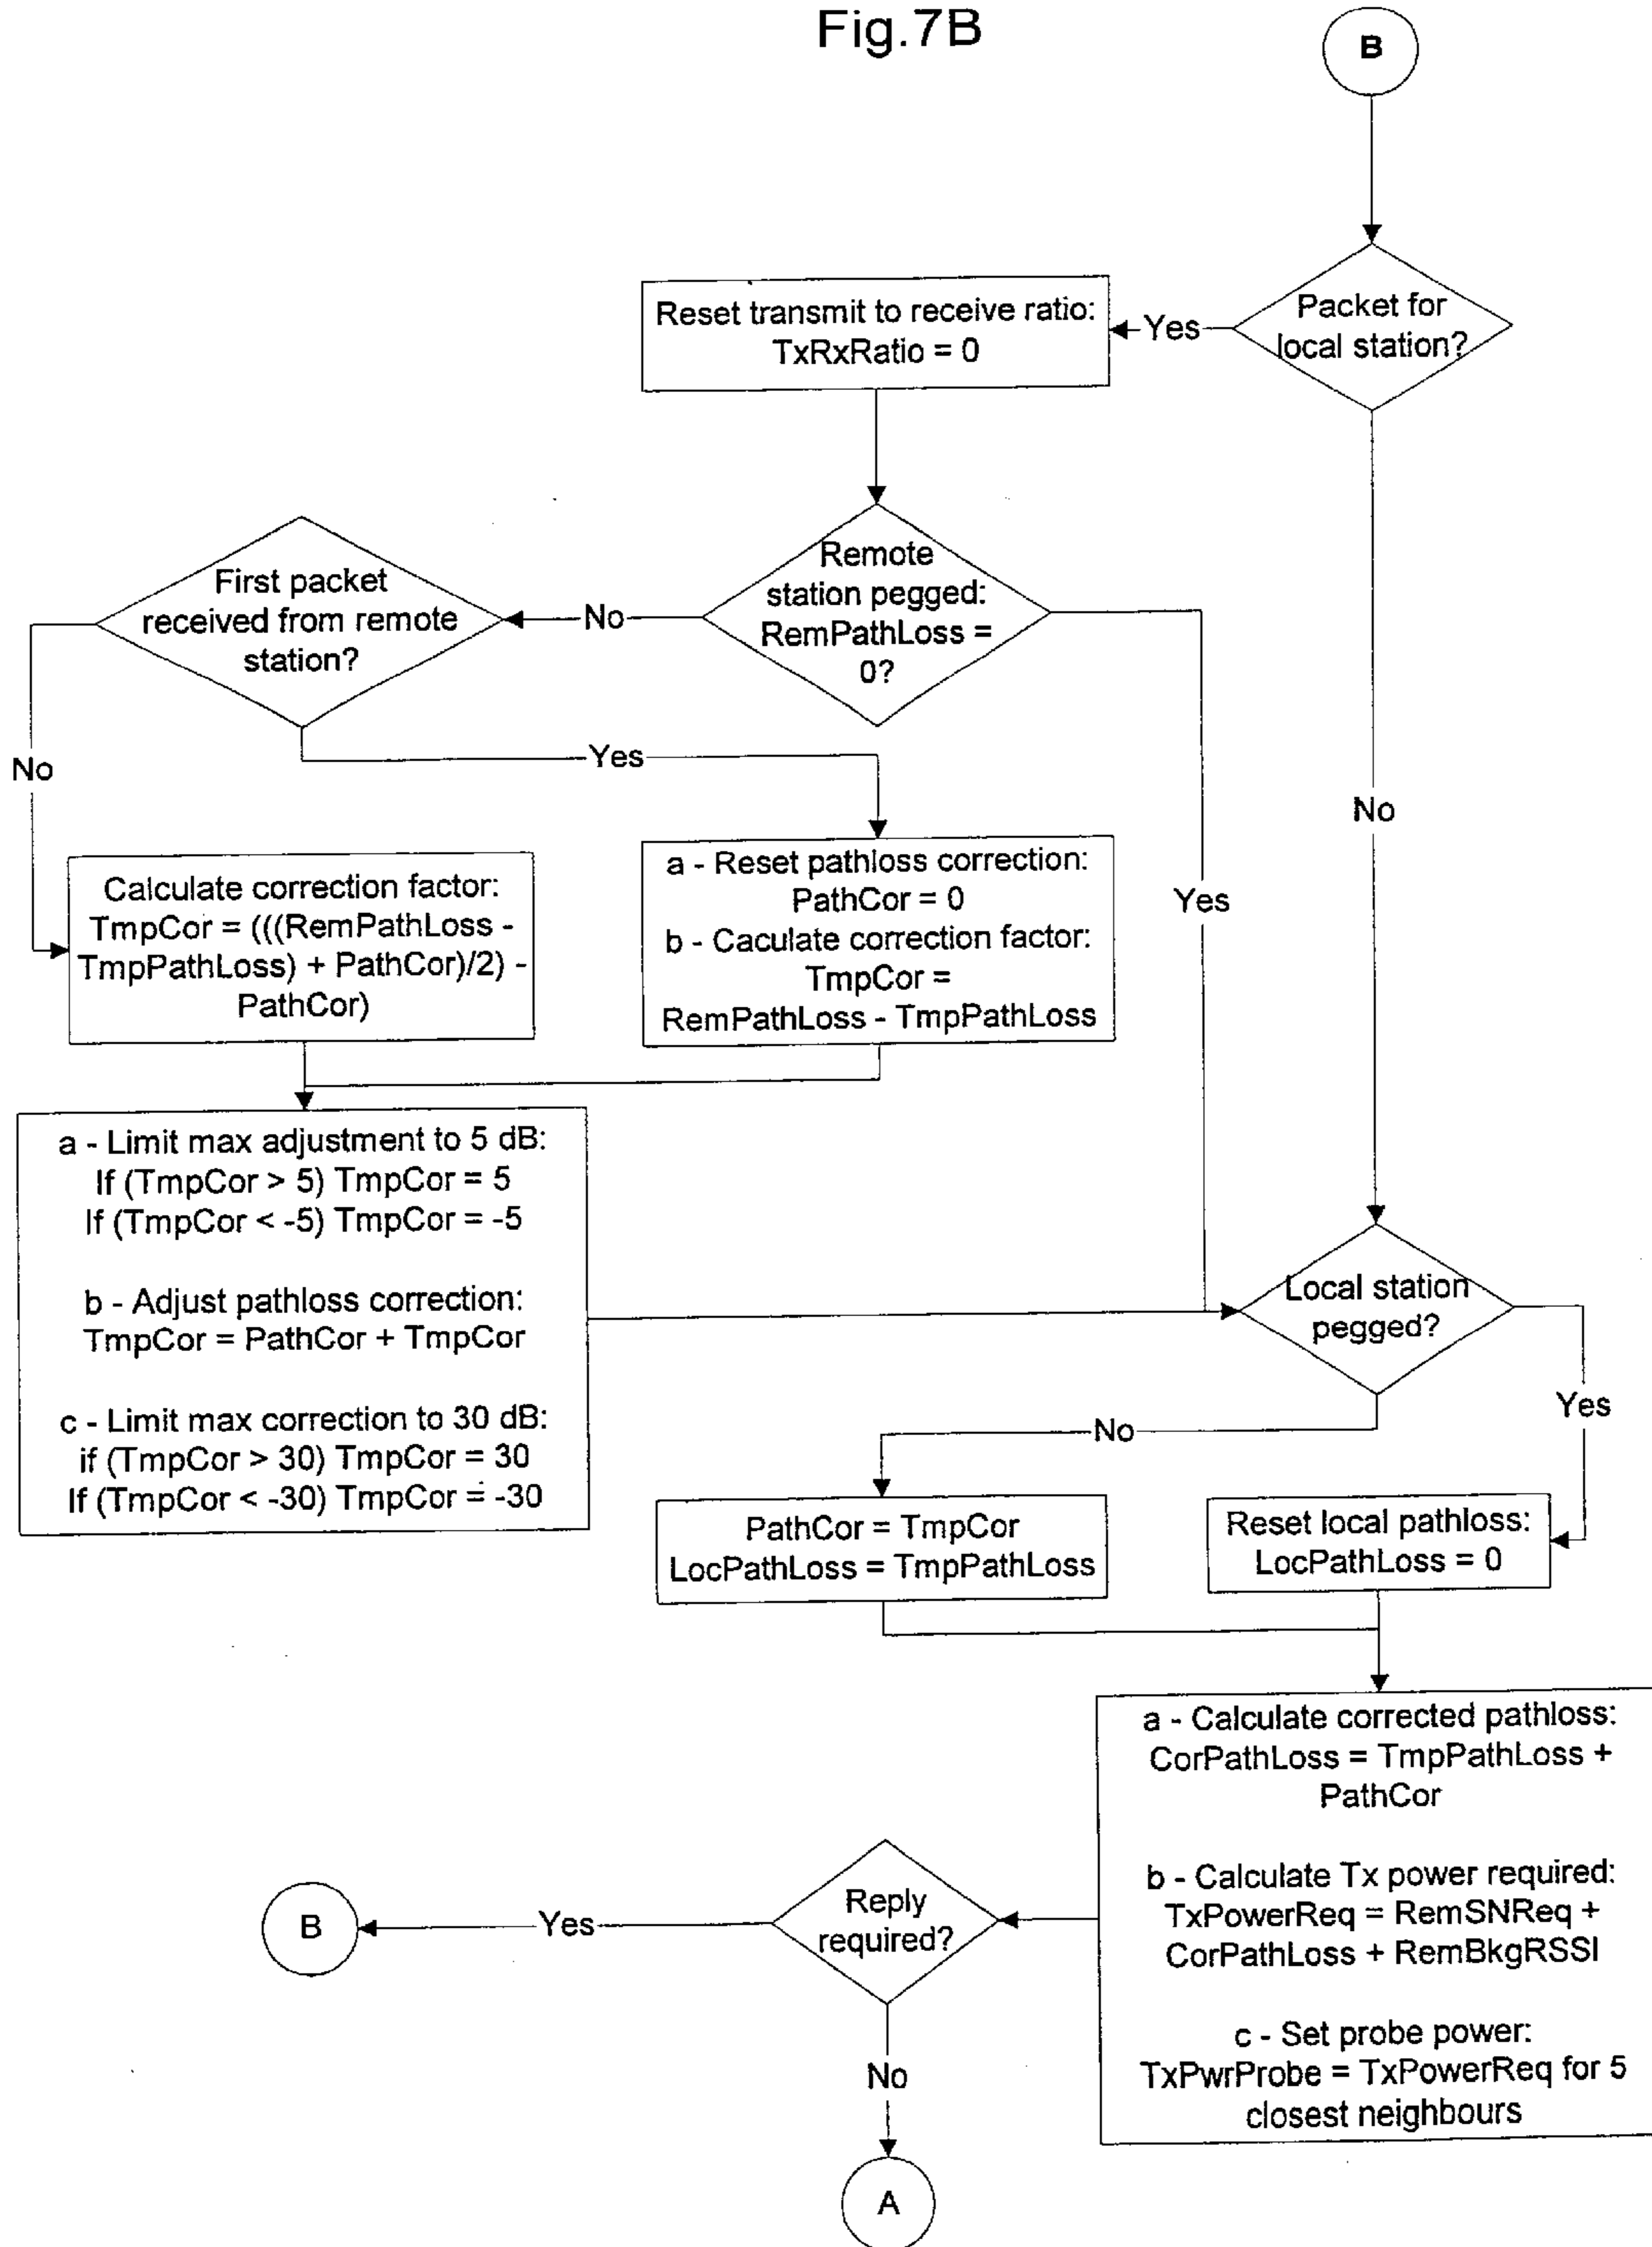 Fig.7B
B
Packet for
local station?
Yes
Reset transmit to receive ratio:
TxRxRatio = 0
Remote
station pegged:
RemPathLoss =
0?
No
First packet
received from remote
station?
No
Yes
Yes
No
Calculate correction factor:
TmpCor = (((RemPathLoss -
TmpPathLoss) + PathCor)/2) -
PathCor)
a - Reset pathloss correction:
PathCor = 0
b - Caculate correction factor:
TmpCor =
RemPathLoss - TmpPathLoss
a - Limit max adjustment to 5 dB:
If (TmpCor > 5) TmpCor = 5
If (TmpCor < -5) TmpCor = -5
b - Adjust pathloss correction:
TmpCor = PathCor + TmpCor
c - Limit max correction to 30 dB:
if (TmpCor > 30) TmpCor = 30
If (TmpCor < -30) TmpCor = -30
Local station
pegged?
No
Yes
PathCor = TmpCor
LocPathLoss = TmpPathLoss
Reset local pathloss:
LocPathLoss = 0
a - Calculate corrected pathloss:
CorPathLoss = TmpPathLoss +
PathCor
b - Calculate Tx power required:
TxPowerReq = RemSNReq +
CorPathLoss + RemBkgRSSI
c - Set probe power:
TxPwrProbe = TxPowerReq for 5
closest neighbours
Reply
required?
Yes
B
No
A